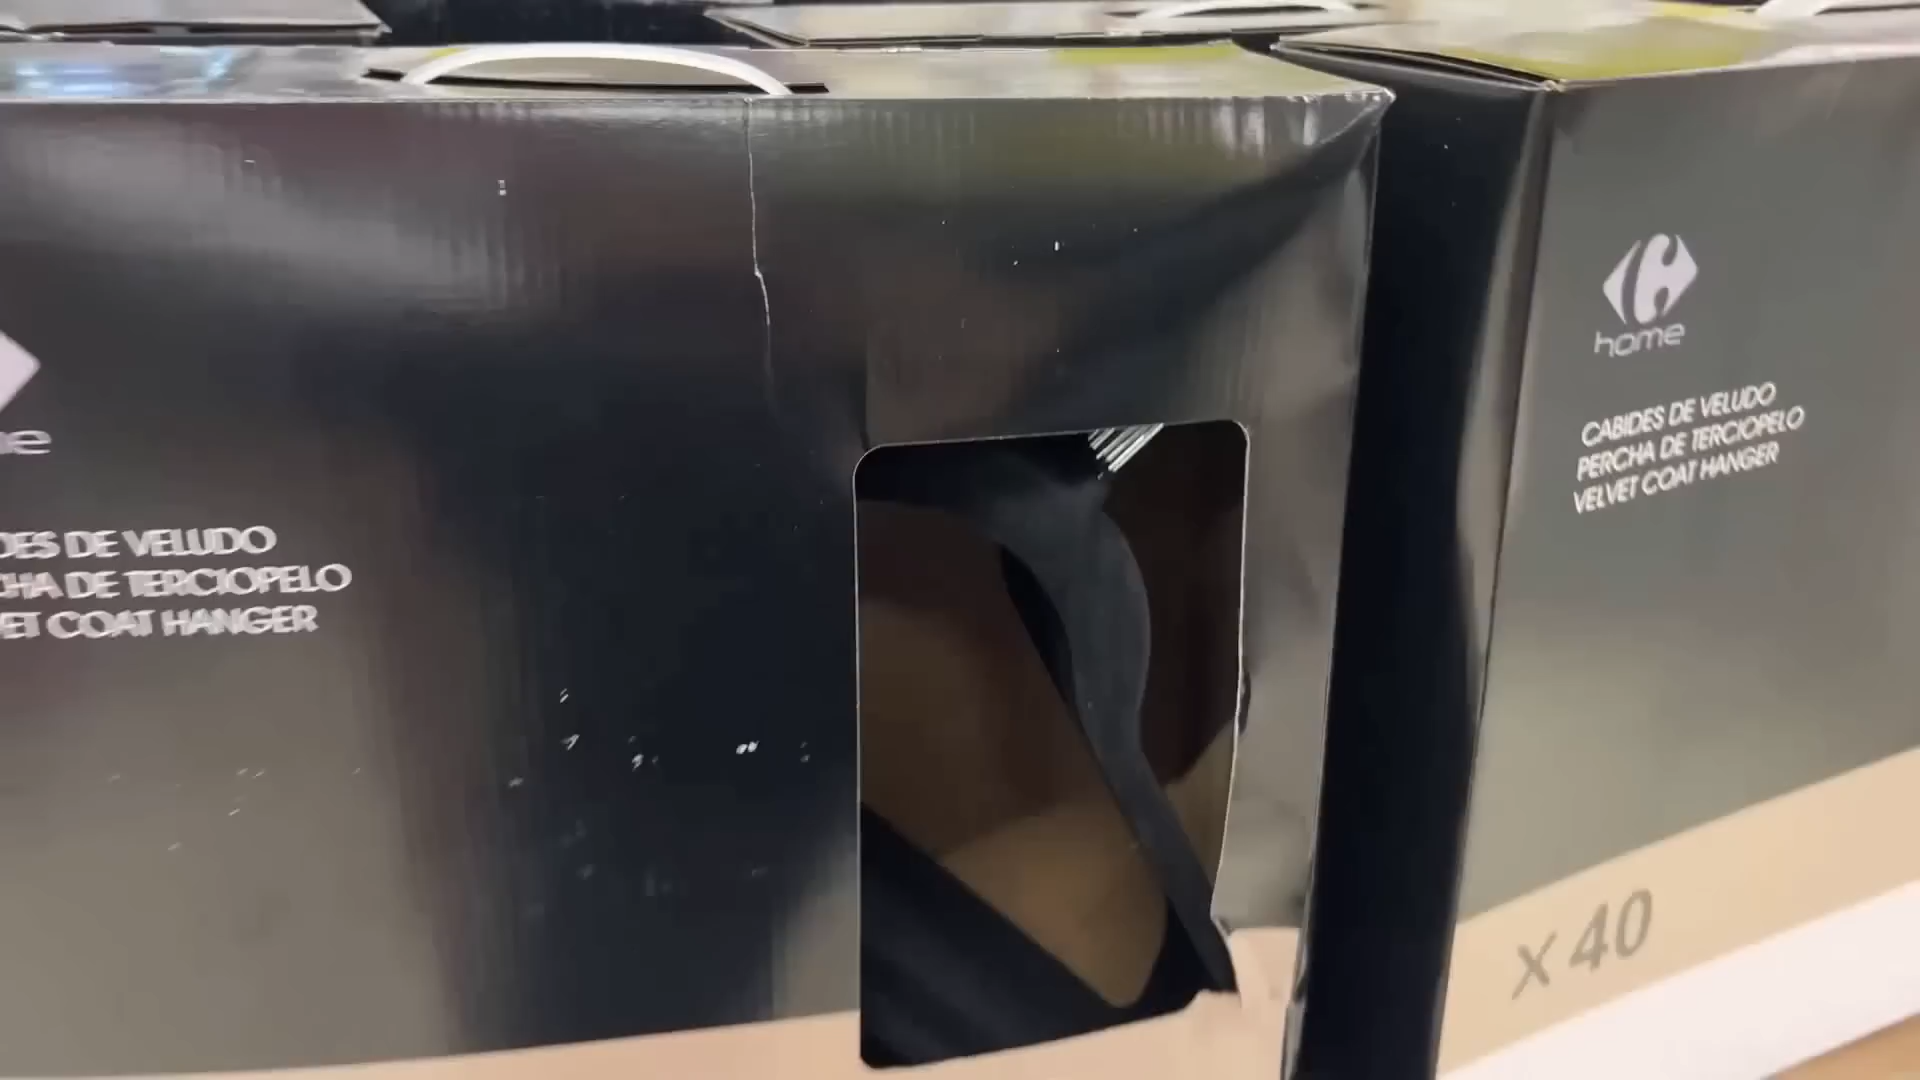 e
DES DE VELUDO
CHA DE TERCIOPELO
ET COAT HANGER
home
CABIDES DE VELUDO
PERCHA DE TERCIOPELO
VELVET COAT HANGER
x 40